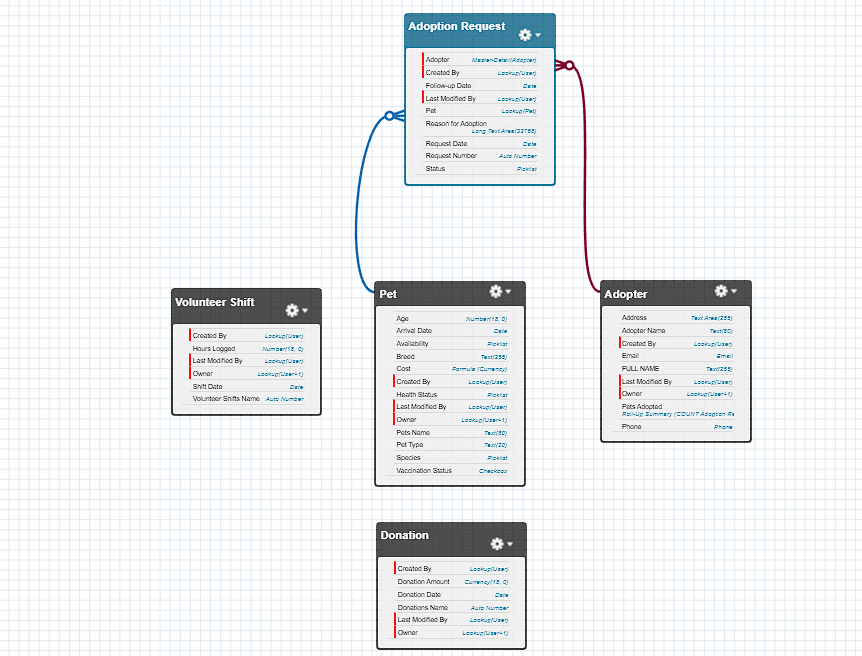 Adoption Request
Adopter Master-Detail(Adopter)
Created By Lookup(User)
Follow-up Date Date
Last Modified By Lookup(User)
Pet Lookup(Pet)
Reason for Adoption
Long Text Area(32768)
Request Date Date
Request Number Auto Number
Status Picklist
Volunteer Shift
Created By Lookup(User)
Hours Logged Number(18, 0)
Last Modified By Lookup(User)
Owner Lookup(User+1)
Shift Date Date
Volunteer Shifts Name Auto Number
Pet
Age Number(18, 0)
Arrival Date Date
Availability Picklist
Breed Text(255)
Cost Formula (Currency)
Created By Lookup(User)
Health Status Picklist
Last Modified By Lookup(User)
Owner Lookup(User+1)
Pets Name Text(80)
Pet Type Text(20)
Species Picklist
Vaccination Status Checkbox
Adopter
Address Text Area(255)
Adopter Name Text(80)
Created By Lookup(User)
Email Email
FULL NAME Text(255)
Last Modified By Lookup(User)
Owner Lookup(User+1)
Pets Adopted
Roll-Up Summary (COUNT Adoption Re
Phone Phone
Donation
Created By Lookup(User)
Donation Amount Currency(18, 0)
Donation Date Date
Donations Name Auto Number
Last Modified By Lookup(User)
Owner Lookup(User+1)